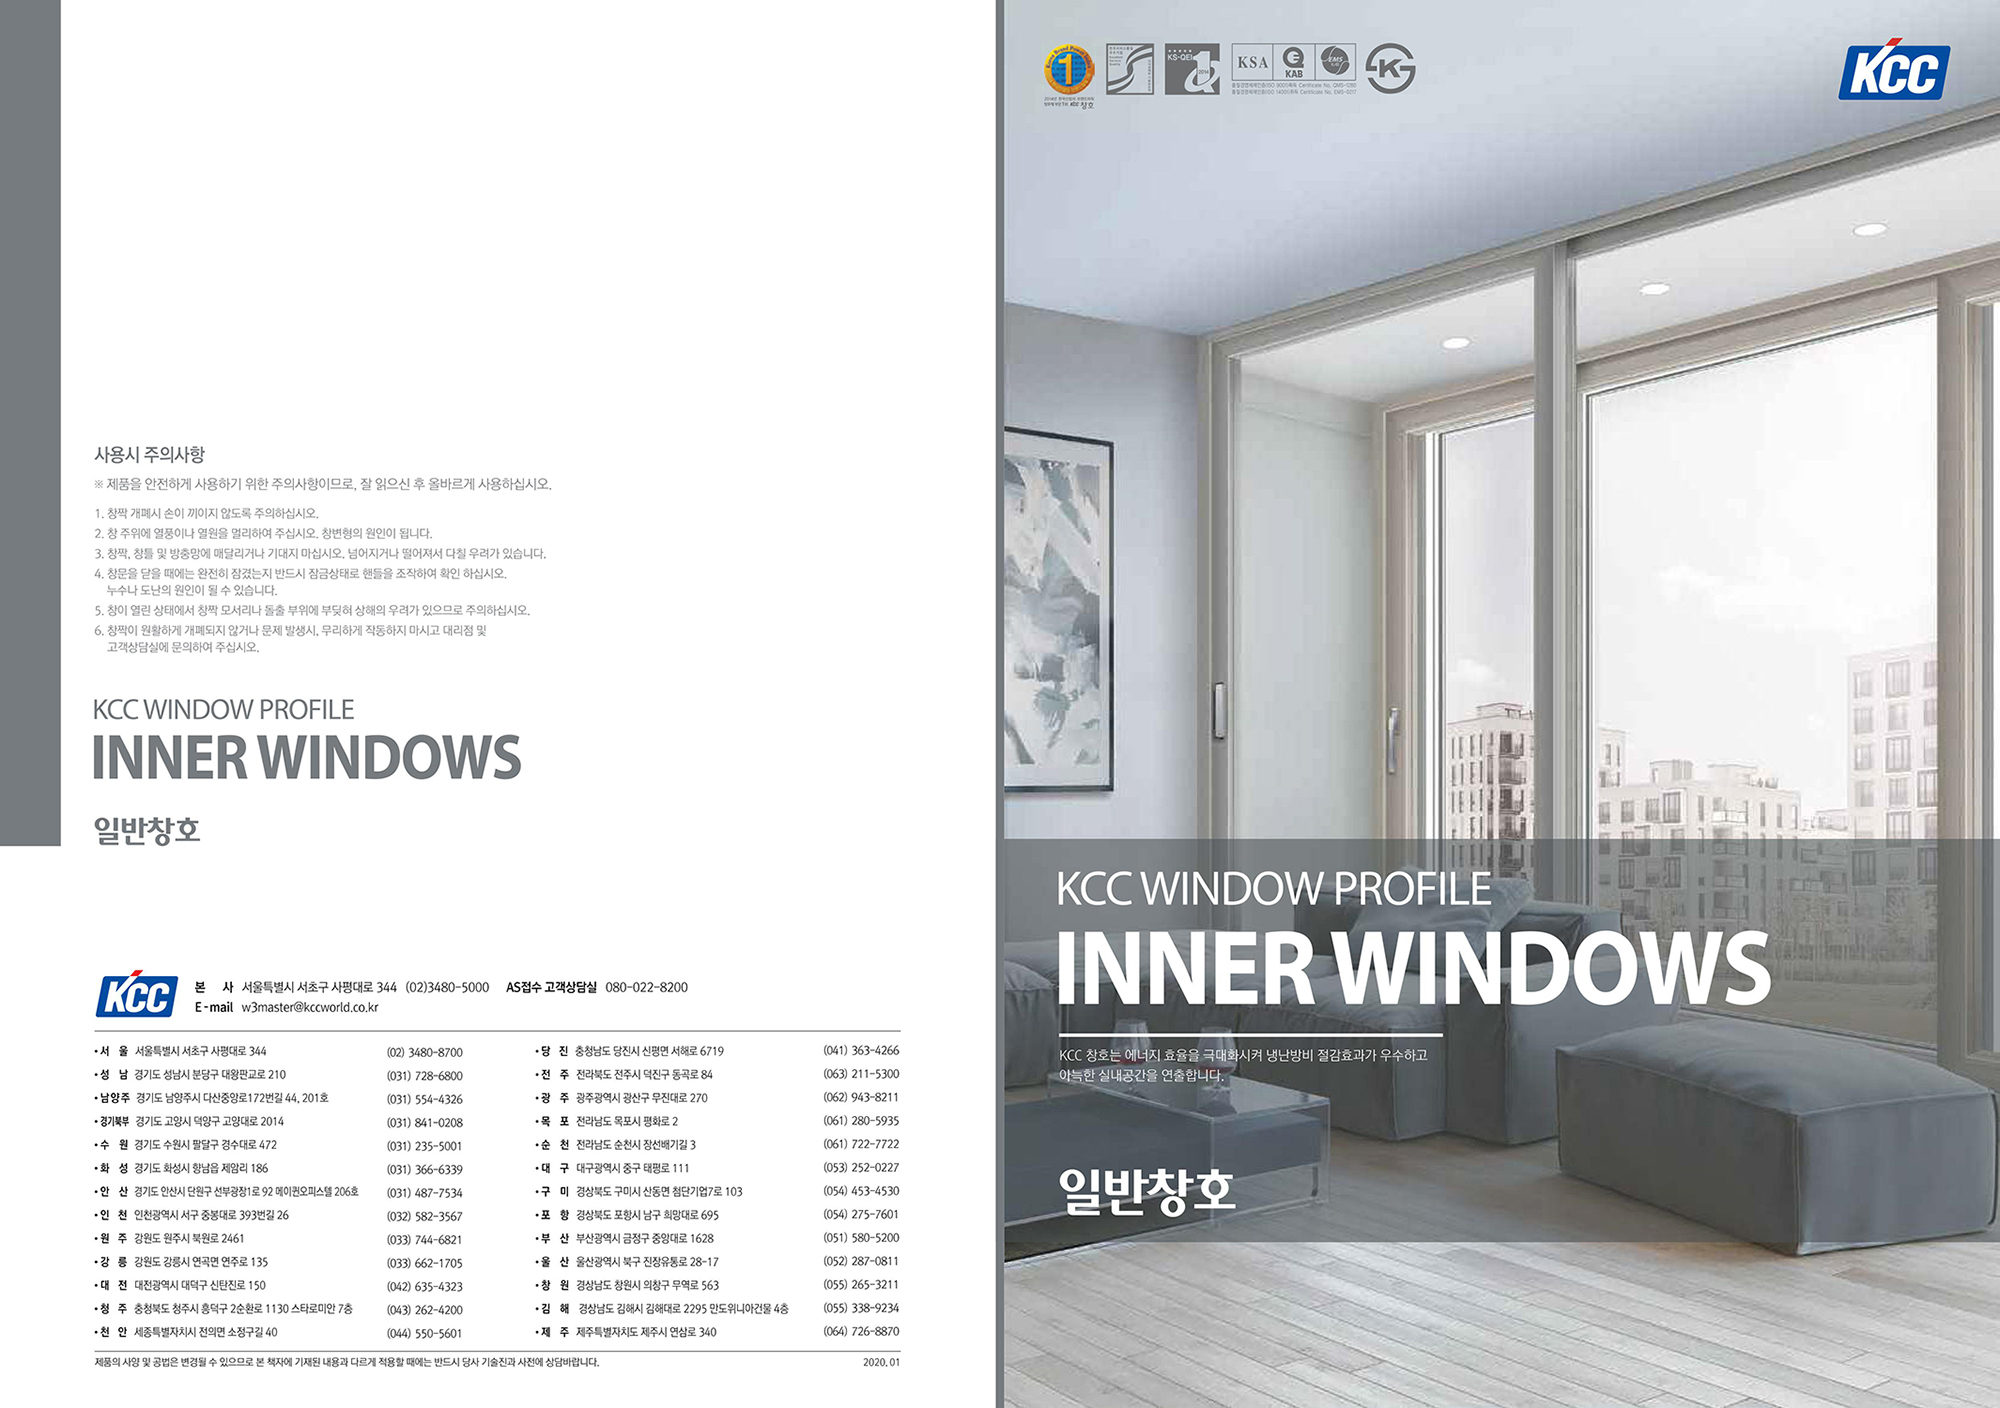 사용시 주의사항
※ 제품을 안전하게 사용하기 위한 주의사항이므로, 잘 읽으신 후 올바르게 사용하십시오.
1. 창짝 개폐시 손이 끼이지 않도록 주의하십시오.
2. 창 주위에 열풍이나 열원을 멀리하여 주십시오. 창변형의 원인이 됩니다.
3. 창짝, 창틀 및 방충망에 매달리거나 기대지 마십시오. 넘어지거나 떨어져서 다칠 우려가 있습니다.
4. 창문을 닫을 때에는 완전히 잠겼는지 반드시 잠금상태로 핸들을 조작하여 확인 하십시오.
누수나 도난의 원인이 될 수 있습니다.
5. 창이 열린 상태에서 창짝 모서리나 돌출 부위에 부딪혀 상해의 우려가 있으므로 주의하십시오.
6. 창짝이 원활하게 개폐되지 않거나 문제 발생시, 무리하게 작동하지 마시고 대리점 및
고객상담실에 문의하여 주십시오.
KCC WINDOW PROFILE
INNER WINDOWS
일반창호
KCC
본 사 서울특별시 서초구 사평대로 344 (02)3480-5000 AS접수 고객상담실 080-022-8200
E-mail w3master@kccworld.co.kr
•서 울 서울특별시 서초구 사평대로 344 (02) 3480-8700
•성 남 경기도 성남시 분당구 대왕판교로 210 (031) 728-6800
•남양주 경기도 남양주시 다산중앙로172번길 44, 201호 (031) 554-4326
•경기북부 경기도 고양시 덕양구 고양대로 2014 (031) 841-0208
•수 원 경기도 수원시 팔달구 경수대로 472 (031) 235-5001
•화 성 경기도 화성시 향남읍 제암리 186 (031) 366-6339
•안 산 경기도 안산시 단원구 선부광장1로 92 메이퀸오피스텔 206호 (031) 487-7534
•인 천 인천광역시 서구 중봉대로 393번길 26 (032) 582-3567
•원 주 강원도 원주시 북원로 2461 (033) 744-6821
•강 릉 강원도 강릉시 연곡면 연주로 135 (033) 662-1705
•대 전 대전광역시 대덕구 신탄진로 150 (042) 635-4323
•청 주 충청북도 청주시 흥덕구 2순환로 1130 스타로미안 7층 (043) 262-4200
•천 안 세종특별자치시 전의면 소정구길 40 (044) 550-5601
•당 진 충청남도 당진시 신평면 서해로 6719 (041) 363-4266
•전 주 전라북도 전주시 덕진구 동곡로 84 (063) 211-5300
•광 주 광주광역시 광산구 무진대로 270 (062) 943-8211
•목 포 전라남도 목포시 평화로 2 (061) 280-5935
•순 천 전라남도 순천시 장선배기길 3 (061) 722-7722
•대 구 대구광역시 중구 태평로 111 (053) 252-0227
•구 미 경상북도 구미시 산동면 첨단기업7로 103 (054) 453-4530
•포 항 경상북도 포항시 남구 희망대로 695 (054) 275-7601
•부 산 부산광역시 금정구 중앙대로 1628 (051) 580-5200
•울 산 울산광역시 북구 진장유통로 28-17 (052) 287-0811
•창 원 경상남도 창원시 의창구 무역로 563 (055) 265-3211
•김 해 경상남도 김해시 김해대로 2295 만도위니아건물 4층 (055) 338-9234
•제 주 제주특별자치도 제주시 연삼로 340 (064) 726-8870
제품의 사양 및 공법은 변경될 수 있으므로 본 책자에 기재된 내용과 다르게 적용할 때에는 반드시 당사 기술진과 사전에 상담바랍니다.
2020. 01
1
KS-QEI
KSA
KAB
EMS
KCC
KCC WINDOW PROFILE
INNER WINDOWS
KCC 창호는 에너지 효율을 극대화시켜 냉난방비 절감효과가 우수하고
아늑한 실내공간을 연출합니다.
일반창호